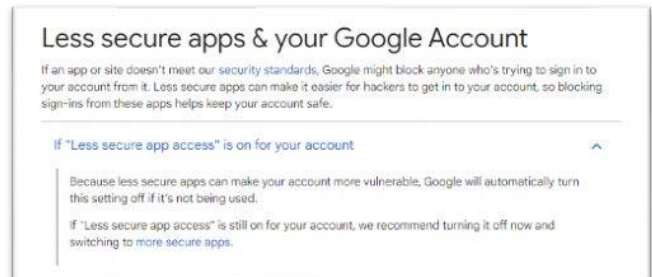 Less secure apps & your Google Account
If an app or site doesn't meet our security standards, Google might block anyone who's trying to sign in to
your account from it. Less secure apps can make it easier for hackers to get in to your account, so blocking
sign-ins from these apps helps keep your account safe.
If "Less secure app access" is on for your account
Because less secure apps can make your account more vulnerable, Google will automatically turn
this setting off if it's not being used.
If "Less secure app access" is still on for your account, we recommend turning it off now and
switching to more secure apps.